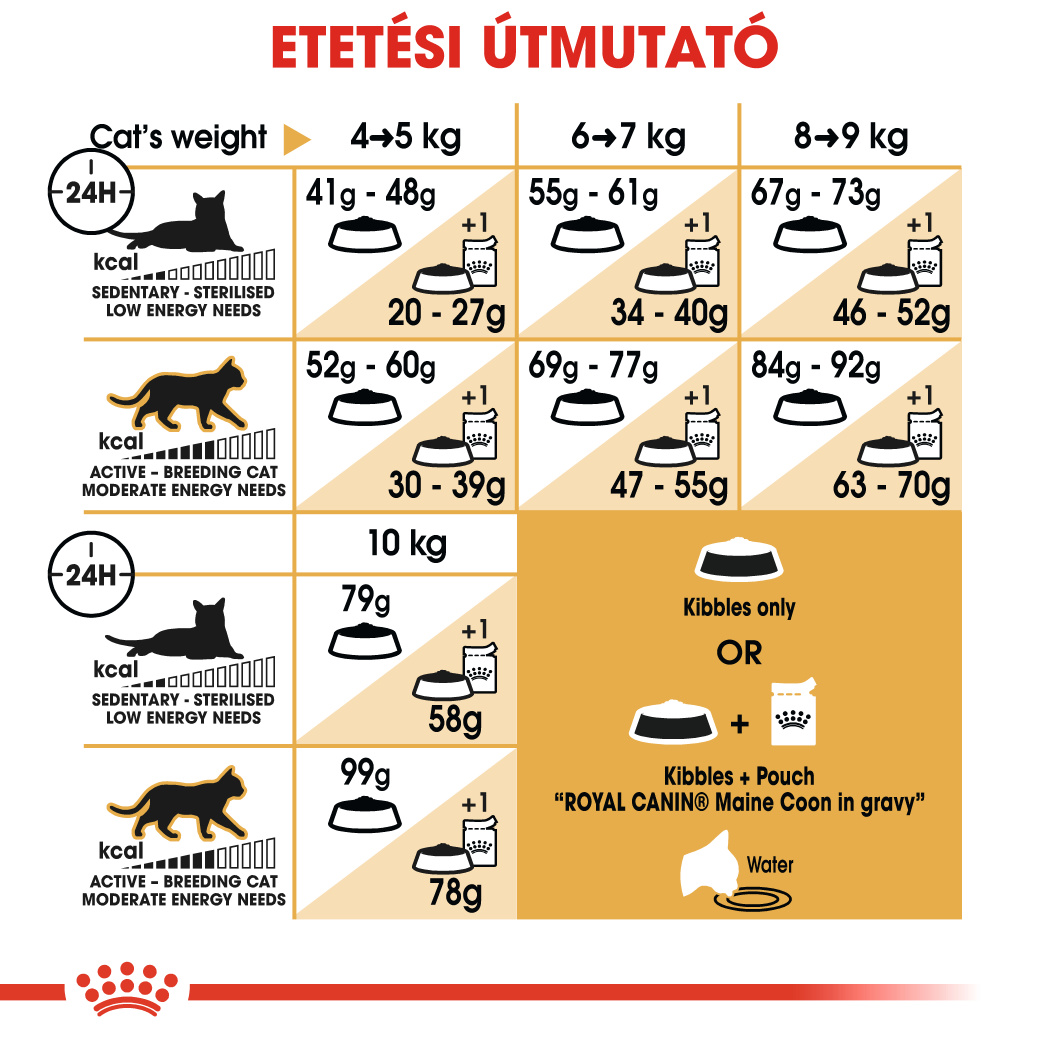 ETETÉSI ÚTMUTATÓ
Cat's weight 4➔5 kg 6➔7 kg 8➔9 kg
24H
41g - 48g 55g - 61g 67g - 73g
+1 +1 +1
kcal
SEDENTARY - STERILISED
LOW ENERGY NEEDS
20 - 27g 34 - 40g 46 - 52g
52g - 60g 69g - 77g 84g - 92g
+1 +1 +1
kcal
ACTIVE – BREEDING CAT
MODERATE ENERGY NEEDS
30 - 39g 47 - 55g 63 - 70g
10 kg
24H
79g
+1
kcal
SEDENTARY - STERILISED
LOW ENERGY NEEDS
58g
99g
+1
kcal
ACTIVE – BREEDING CAT
MODERATE ENERGY NEEDS
78g
Kibbles only
OR
+
Kibbles + Pouch
“ROYAL CANIN® Maine Coon in gravy”
Water